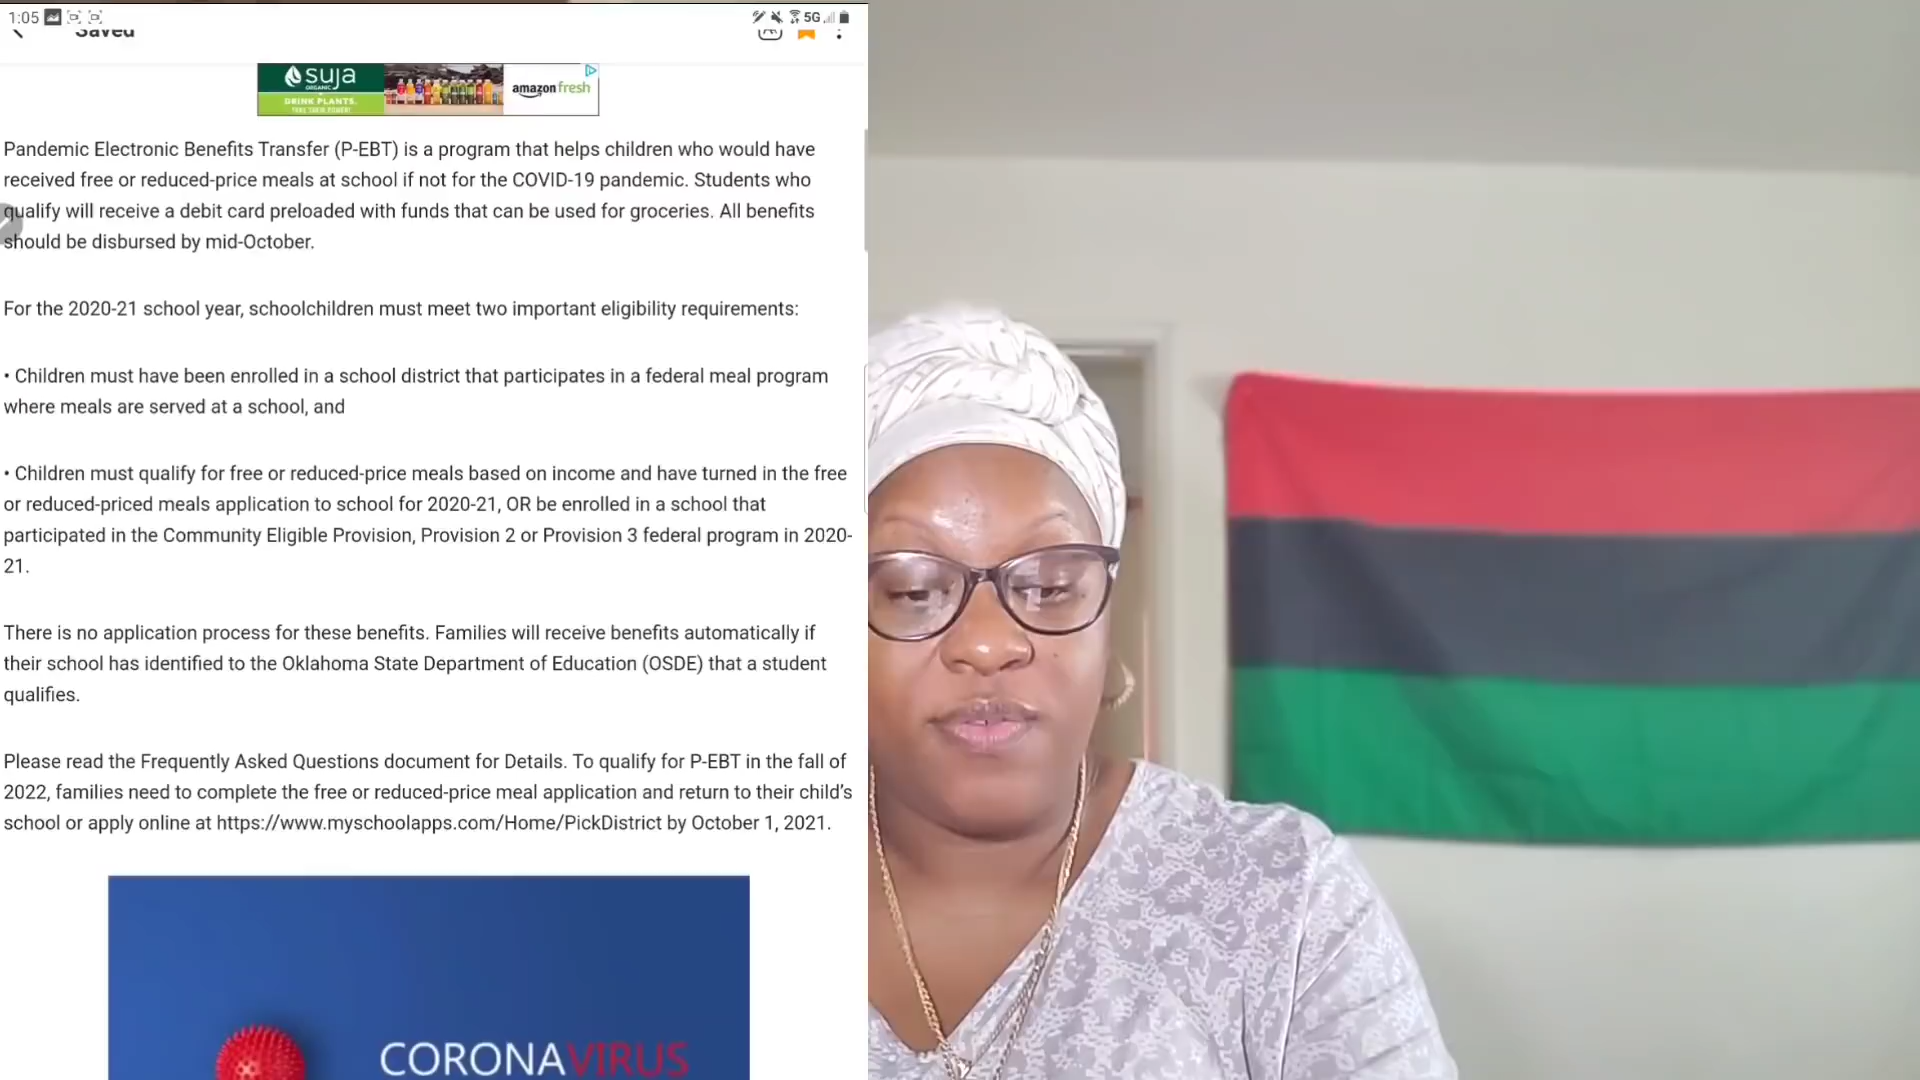 1:05
5G
Saved
suja
ORGANIC
DRINK PLANTS.
TAKE THEIR POWER!
amazon fresh
Pandemic Electronic Benefits Transfer (P-EBT) is a program that helps children who would have
received free or reduced-price meals at school if not for the COVID-19 pandemic. Students who
qualify will receive a debit card preloaded with funds that can be used for groceries. All benefits
should be disbursed by mid-October.
For the 2020-21 school year, schoolchildren must meet two important eligibility requirements:
• Children must have been enrolled in a school district that participates in a federal meal program
where meals are served at a school, and
• Children must qualify for free or reduced-price meals based on income and have turned in the free
or reduced-priced meals application to school for 2020-21, OR be enrolled in a school that
participated in the Community Eligible Provision, Provision 2 or Provision 3 federal program in 2020-
21.
There is no application process for these benefits. Families will receive benefits automatically if
their school has identified to the Oklahoma State Department of Education (OSDE) that a student
qualifies.
Please read the Frequently Asked Questions document for Details. To qualify for P-EBT in the fall of
2022, families need to complete the free or reduced-price meal application and return to their child’s
school or apply online at https://www.myschoolapps.com/Home/PickDistrict by October 1, 2021.
CORONAVIRUS